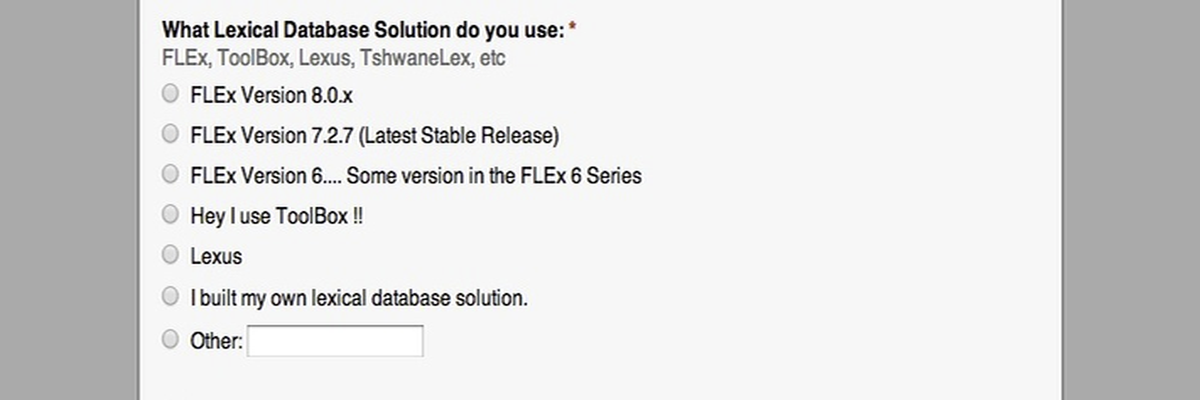 What Lexical Database Solution do you use: *
FLEx, ToolBox, Lexus, TshwaneLex, etc
FLEx Version 8.0.x
FLEx Version 7.2.7 (Latest Stable Release)
FLEx Version 6.... Some version in the FLEx 6 Series
Hey I use ToolBox !!
Lexus
I built my own lexical database solution.
Other: